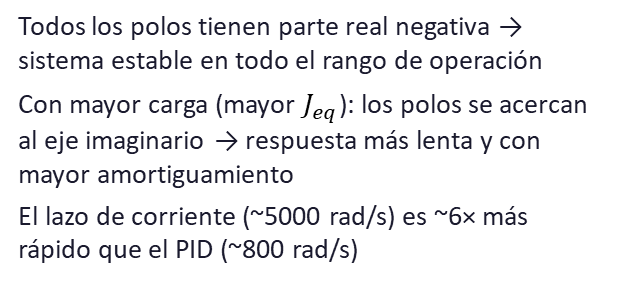 Todos los polos tienen parte real negativa →
sistema estable en todo el rango de operación
Con mayor carga (mayor J_eq): los polos se acercan
al eje imaginario → respuesta más lenta y con
mayor amortiguamiento
El lazo de corriente (~5000 rad/s) es ~6× más
rápido que el PID (~800 rad/s)